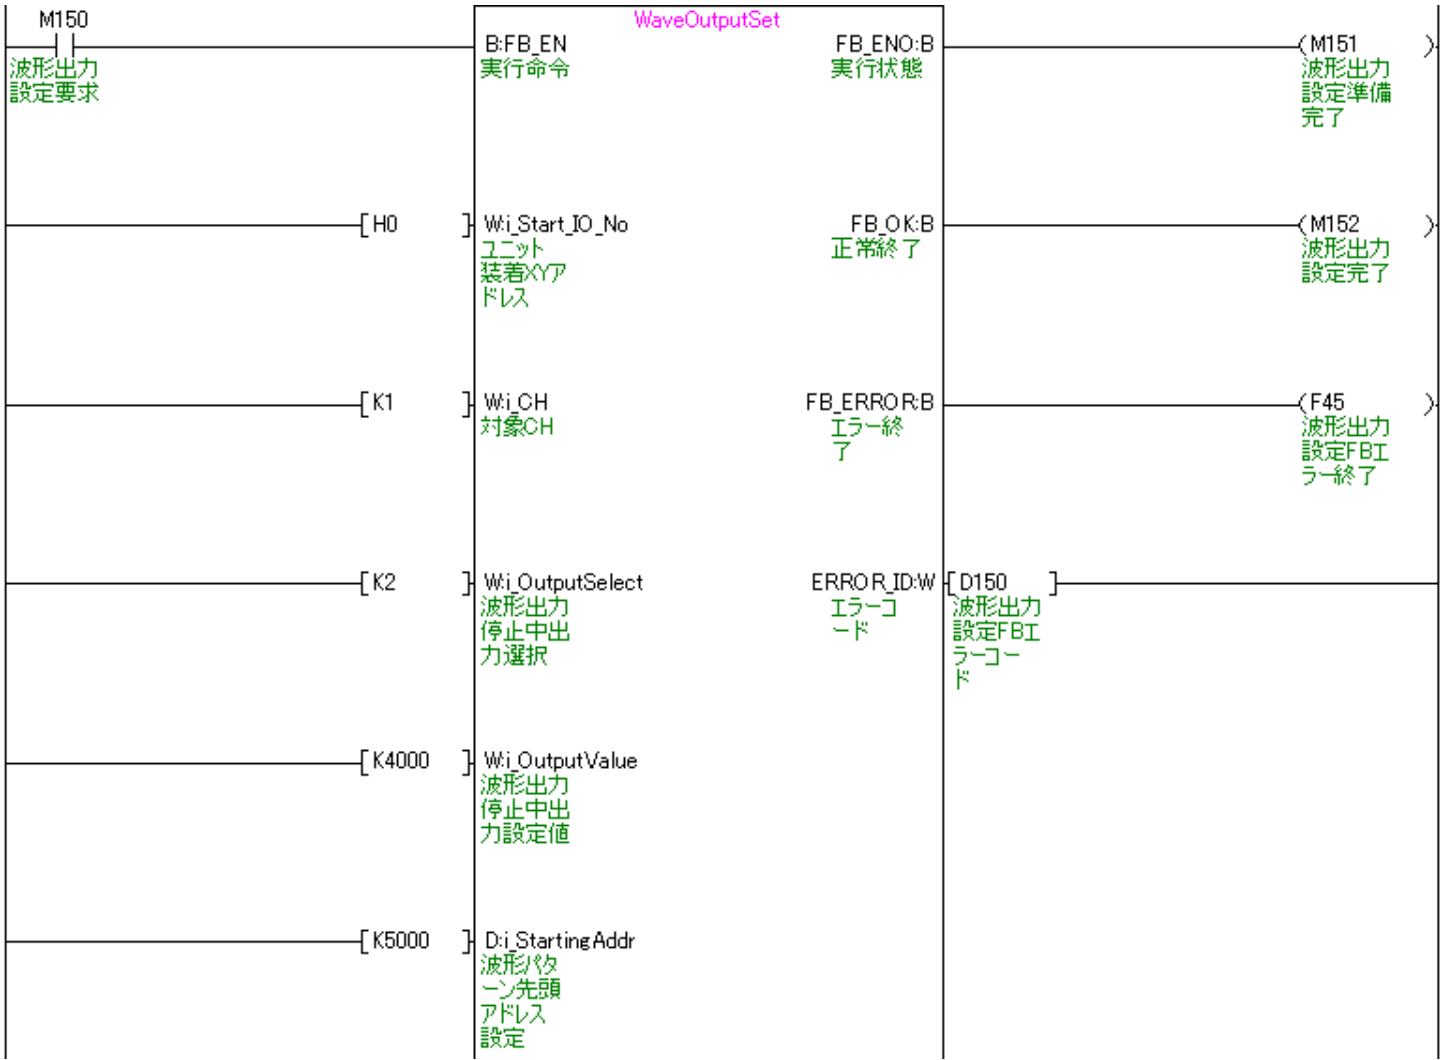 M150
波形出力
設定要求
WaveOutputSet
B:FB_EN
実行命令
FB_ENO:B
実行状態
M151
波形出力
設定準備
完了
H0
W:i_Start_IO_No
ユニット
装着XYア
ドレス
FB_OK:B
正常終了
M152
波形出力
設定完了
K1
W:i_CH
対象CH
FB_ERROR:B
エラー終
了
F45
波形出力
設定FBエ
ラー終了
K2
W:i_OutputSelect
波形出力
停止中出
力選択
ERROR_ID:W
エラーコ
ード
D150
波形出力
設定FBエ
ラーコー
ド
K4000
W:i_OutputValue
波形出力
停止中出
力設定値
K5000
D:i_StartingAddr
波形パタ
ーン先頭
アドレス
設定